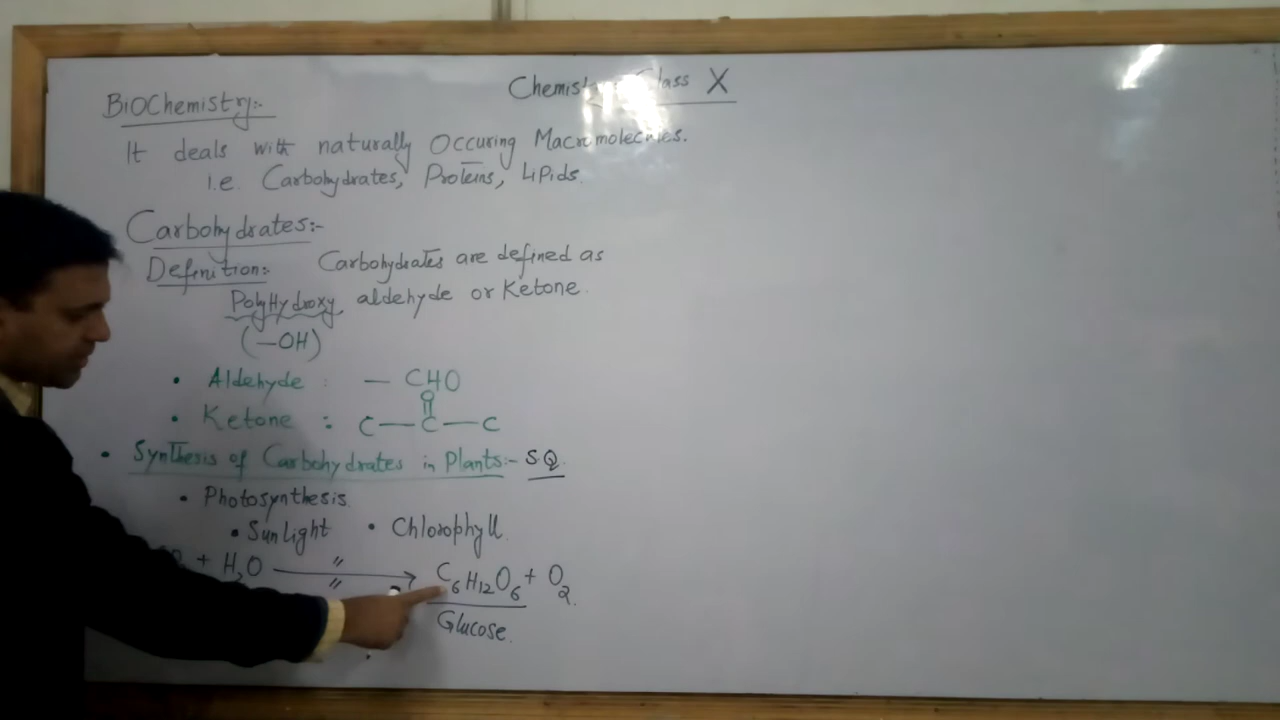 Chemistry Class X
BiOChemistry:-
It deals with naturally Occuring Macromolecules.
i.e. Carbohydrates, Proteins, Lipids.
Carbohydrates:-
Definition:- Carbohydrates are defined as
PolyHydroxy aldehyde or Ketone.
(—OH)
• Aldehyde : — CHO
O
• Ketone : C—C—C
• Synthesis of Carbohydrates in Plants:- S.Q.
• Photosynthesis
• Sunlight • Chlorophyll.
+ H₂O ⟶ C₆H₁₂O₆ + O₂.
Glucose.